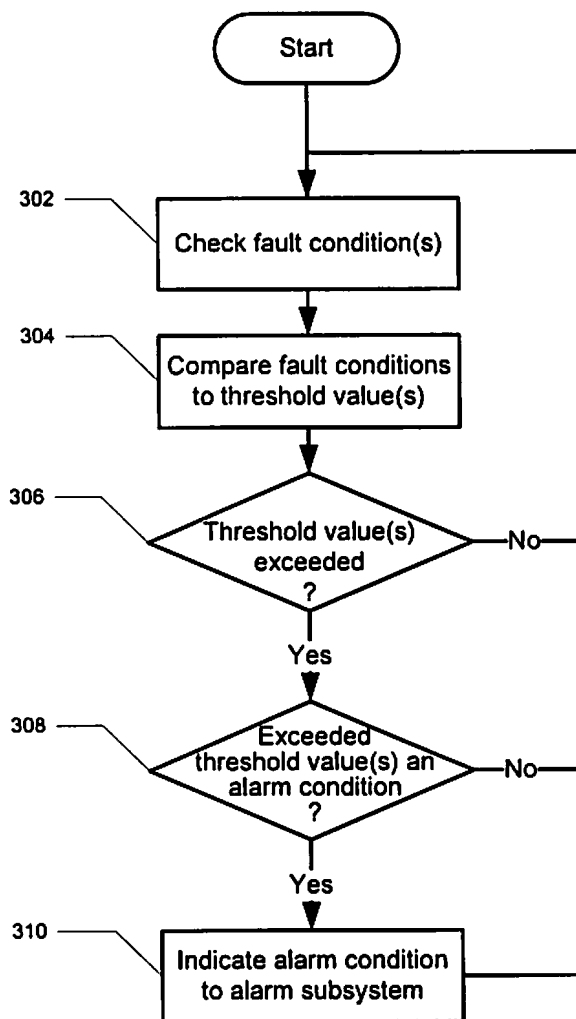 Start
302
Check fault condition(s)
304
Compare fault conditions
to threshold value(s)
306
Threshold value(s)
exceeded
?
No
Yes
308
Exceeded
threshold value(s) an
alarm condition
?
No
Yes
310
Indicate alarm condition
to alarm subsystem